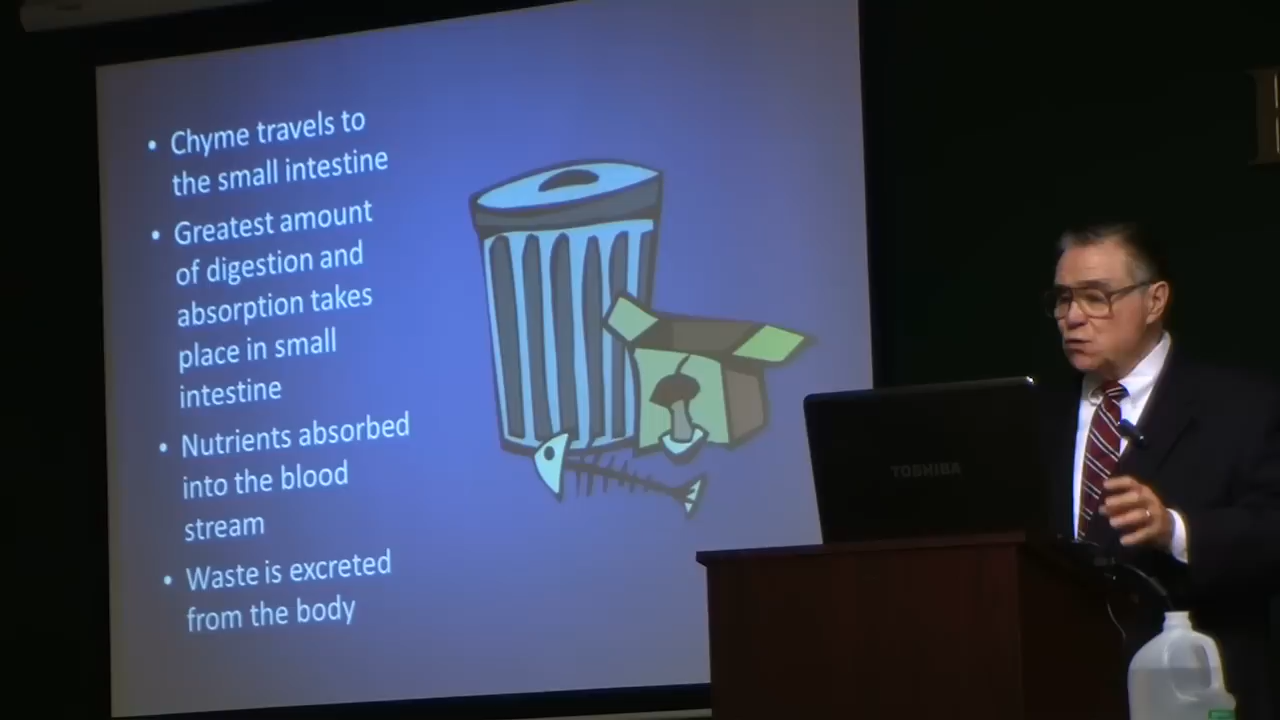 • Chyme travels to
the small intestine
• Greatest amount
of digestion and
absorption takes
place in small
intestine
• Nutrients absorbed
into the blood
stream
• Waste is excreted
from the body
TOSHIBA